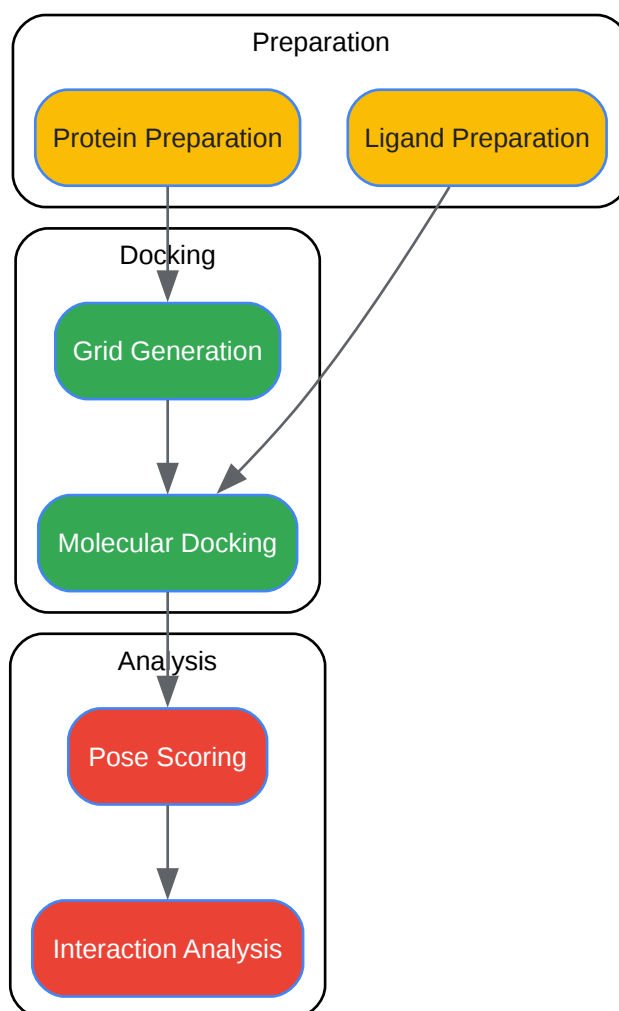 Preparation
Protein Preparation
Ligand Preparation
Docking
Grid Generation
Molecular Docking
Analysis
Pose Scoring
Interaction Analysis